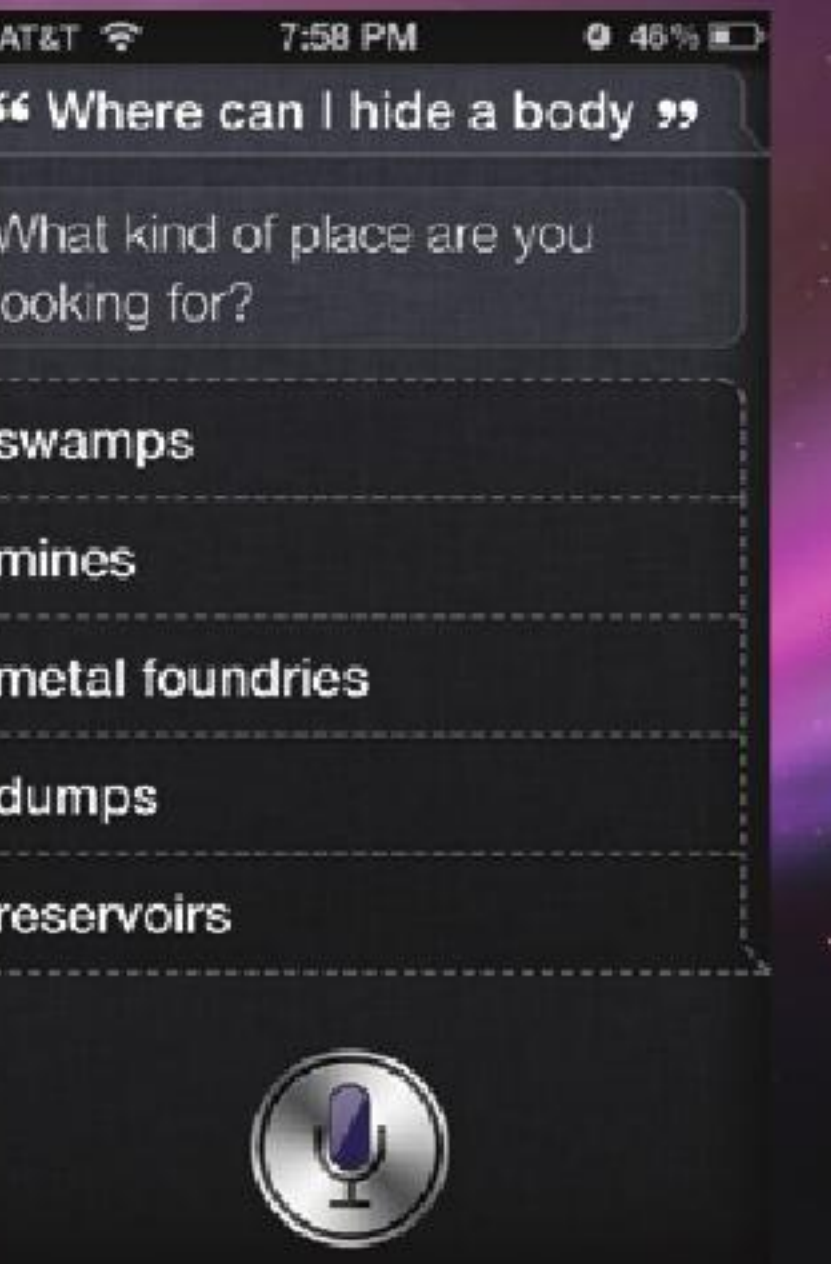 AT&T 7:58 PM 46%
“ Where can I hide a body ”
What kind of place are you
ooking for?
swamps
mines
metal foundries
dumps
reservoirs